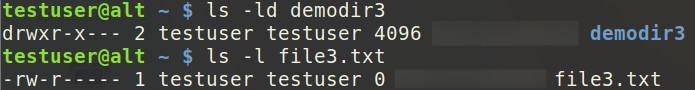 testuser@alt ~ $ ls -ld demodir3
drwxr-x--- 2 testuser testuser 4096 demodir3
testuser@alt ~ $ ls -l file3.txt
-rw-r----- 1 testuser testuser 0 file3.txt